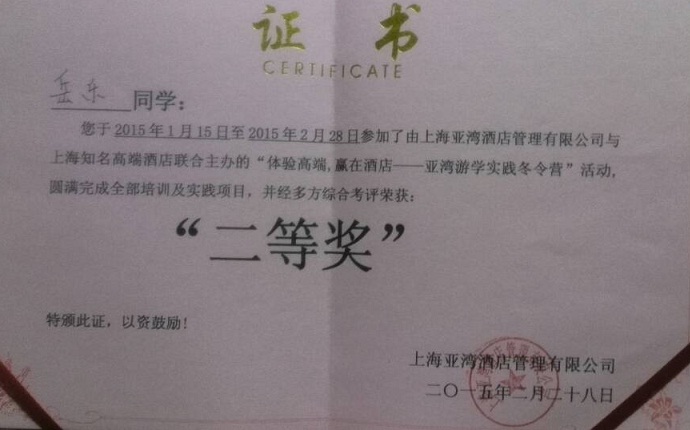 证书
CERTIFICATE
岳东同学：
您于2015年1月15日至2015年2月28日参加了由上海亚湾酒店管理有限公司与
上海知名高端酒店联合主办的“体验高端,赢在酒店——亚湾游学实践冬令营”活动，
圆满完成全部培训及实践项目，并经多方综合考评荣获：
“二等奖”
特颁此证，以资鼓励！
上海亚湾酒店管理有限公司
二〇一五年二月二十八日